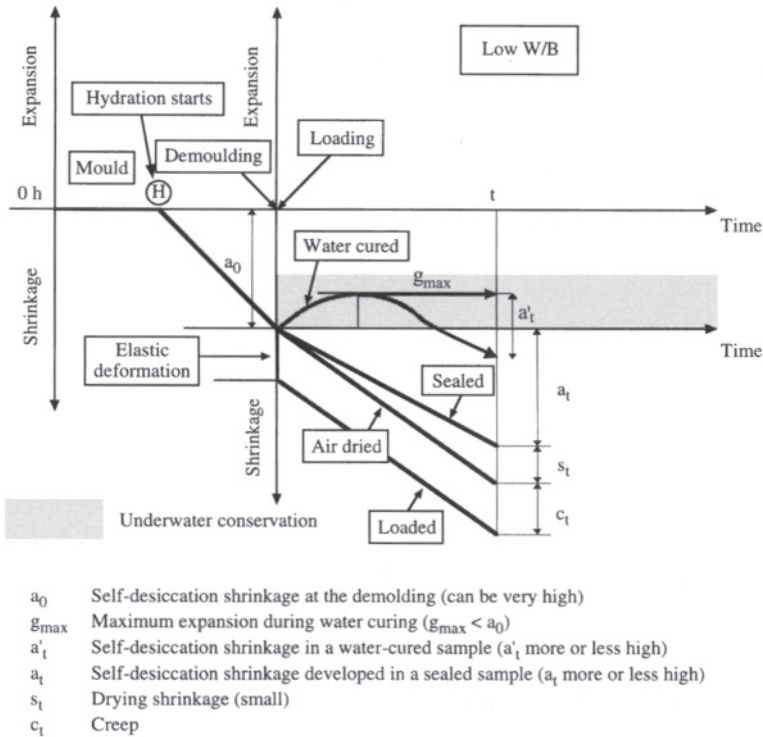 Low W/B
Expansion
Expansion
Hydration starts
Mould
Demoulding
Loading
0 h
H
t
Time
a0
Water cured
gmax
a't
Shrinkage
Time
Elastic
deformation
Sealed
at
Shrinkage
Air dried
st
Loaded
ct
Underwater conservation
a0 Self-desiccation shrinkage at the demolding (can be very high)
gmax Maximum expansion during water curing (gmax < a0)
a't Self-desiccation shrinkage in a water-cured sample (a't more or less high)
at Self-desiccation shrinkage developed in a sealed sample (at more or less high)
st Drying shrinkage (small)
ct Creep